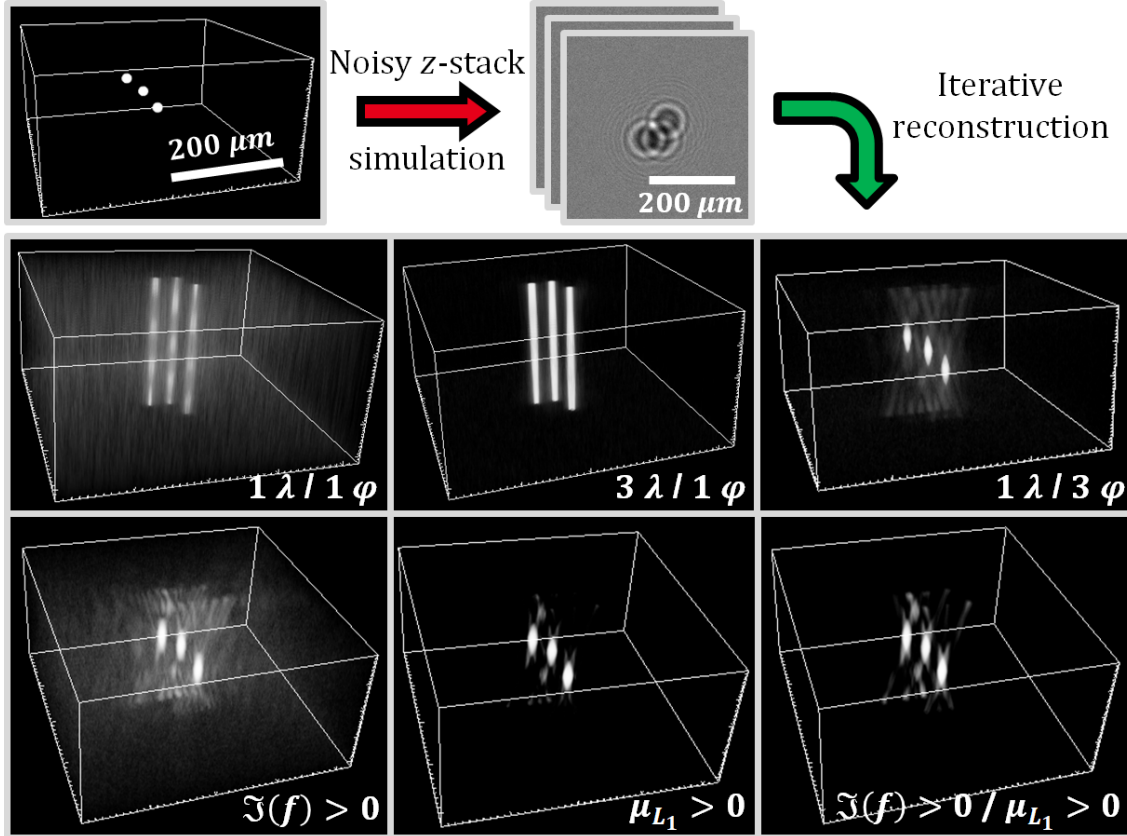 200 μm
Noisy z-stack
simulation
200 μm
Iterative
reconstruction
1 λ / 1 φ
3 λ / 1 φ
1 λ / 3 φ
ℑ(f) > 0
μ_{L_1} > 0
ℑ(f) > 0 / μ_{L_1} > 0